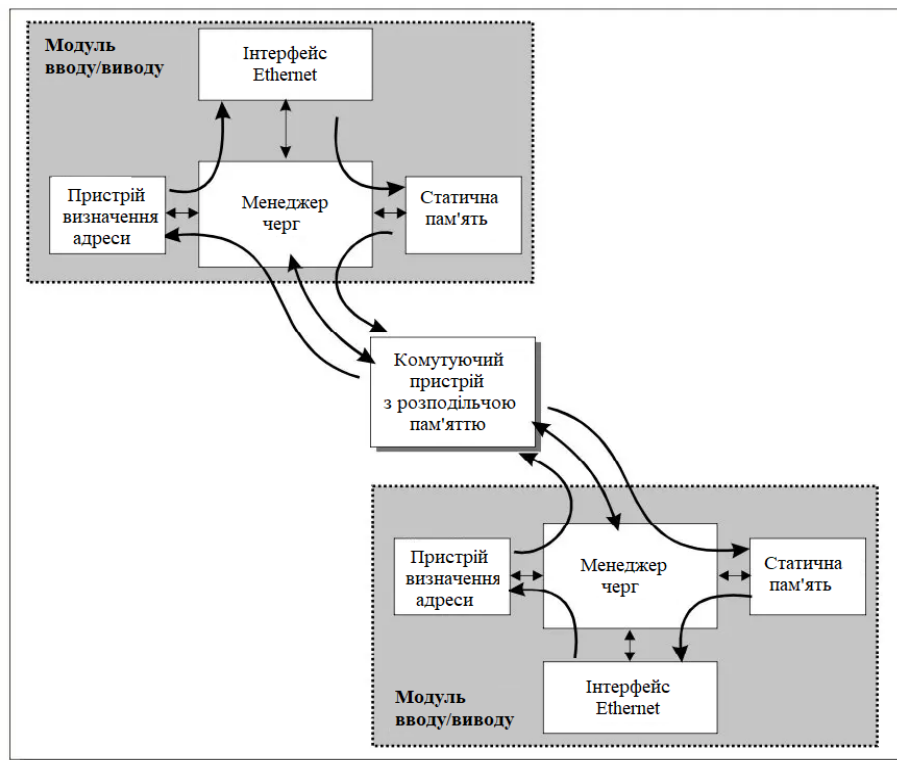 Модуль
вводу/виводу
Інтерфейс
Ethernet
Пристрій
визначення
адреси
Менеджер
черг
Статична
пам'ять
Комутуючий
пристрій
з розподільчою
пам'яттю
Пристрій
визначення
адреси
Менеджер
черг
Статична
пам'ять
Інтерфейс
Ethernet
Модуль
вводу/виводу